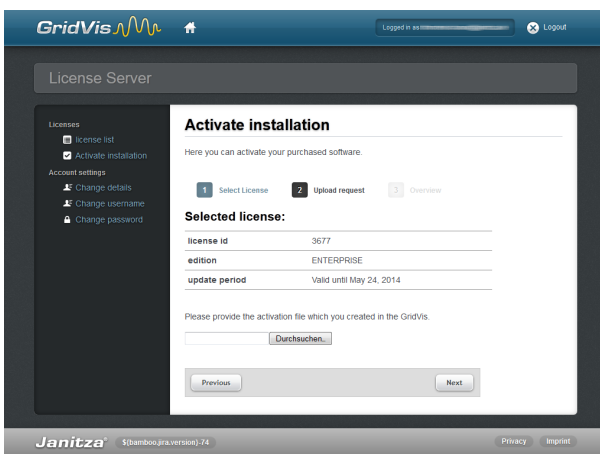 GridVis
Logged in as
Logout
License Server
Licenses
license list
Activate installation
Account settings
Change details
Change username
Change password
Activate installation
Here you can activate your purchased software.
1 Select License 2 Upload request 3 Overview
Selected license:
license id 3677
edition ENTERPRISE
update period Valid until May 24, 2014
Please provide the activation file which you created in the GridVis.
Durchsuchen..
Previous Next
Janitza® ${bamboo.jira.version}-74 Privacy Imprint